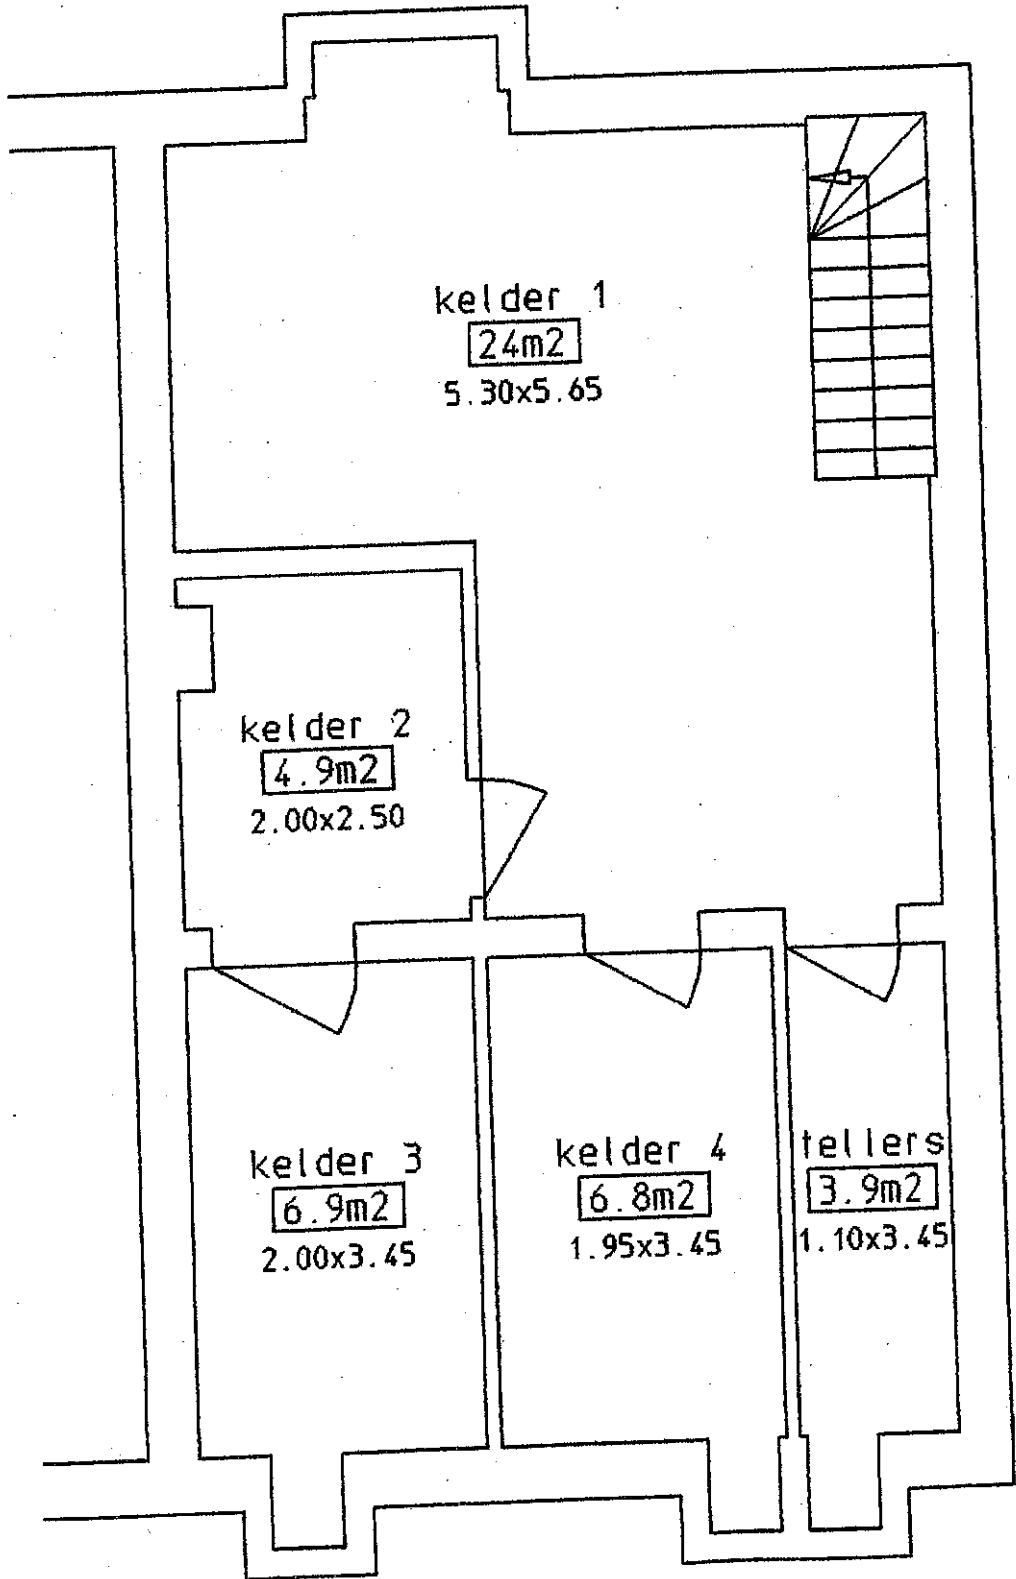 kelder 1
24m2
5.30x5.65
kelder 2
4.9m2
2.00x2.50
kelder 3
6.9m2
2.00x3.45
kelder 4
6.8m2
1.95x3.45
tellers
3.9m2
1.10x3.45